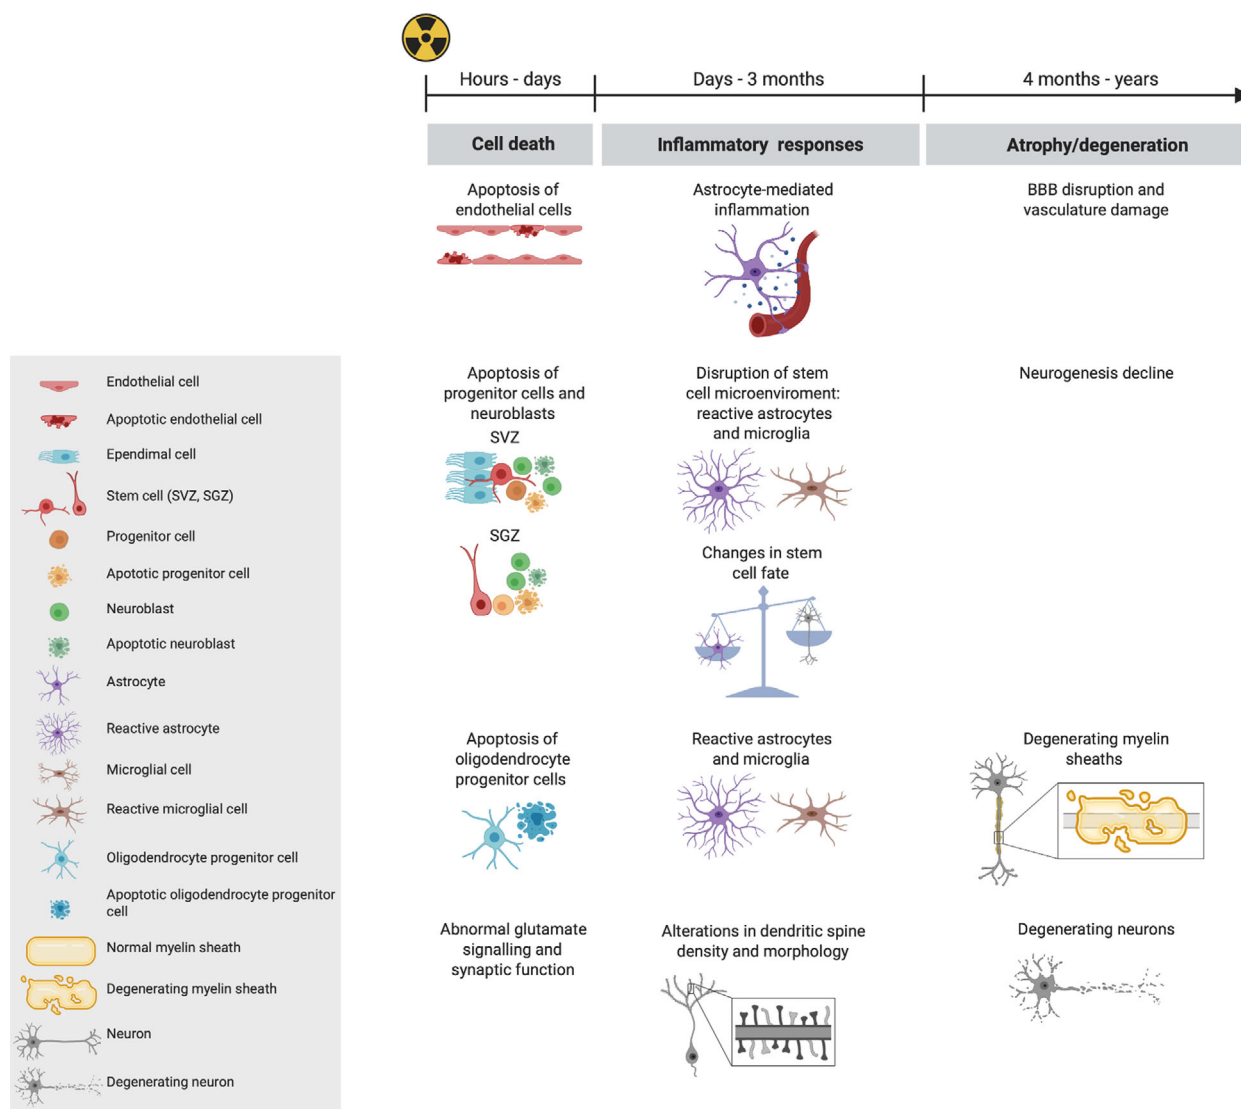 Hours - days
Days - 3 months
4 months - years
Cell death
Inflammatory responses
Atrophy/degeneration
Apoptosis of
endothelial cells
Astrocyte-mediated
inflammation
BBB disruption and
vasculature damage
Apoptosis of
progenitor cells and
neuroblasts
SVZ
SGZ
Disruption of stem
cell microenviroment:
reactive astrocytes
and microglia
Changes in stem
cell fate
Neurogenesis decline
Apoptosis of
oligodendrocyte
progenitor cells
Reactive astrocytes
and microglia
Degenerating myelin
sheaths
Abnormal glutamate
signalling and
synaptic function
Alterations in dendritic spine
density and morphology
Degenerating neurons
Endothelial cell
Apoptotic endothelial cell
Ependimal cell
Stem cell (SVZ, SGZ)
Progenitor cell
Apototic progenitor cell
Neuroblast
Apoptotic neuroblast
Astrocyte
Reactive astrocyte
Microglial cell
Reactive microglial cell
Oligodendrocyte progenitor cell
Apoptotic oligodendrocyte progenitor
cell
Normal myelin sheath
Degenerating myelin sheath
Neuron
Degenerating neuron